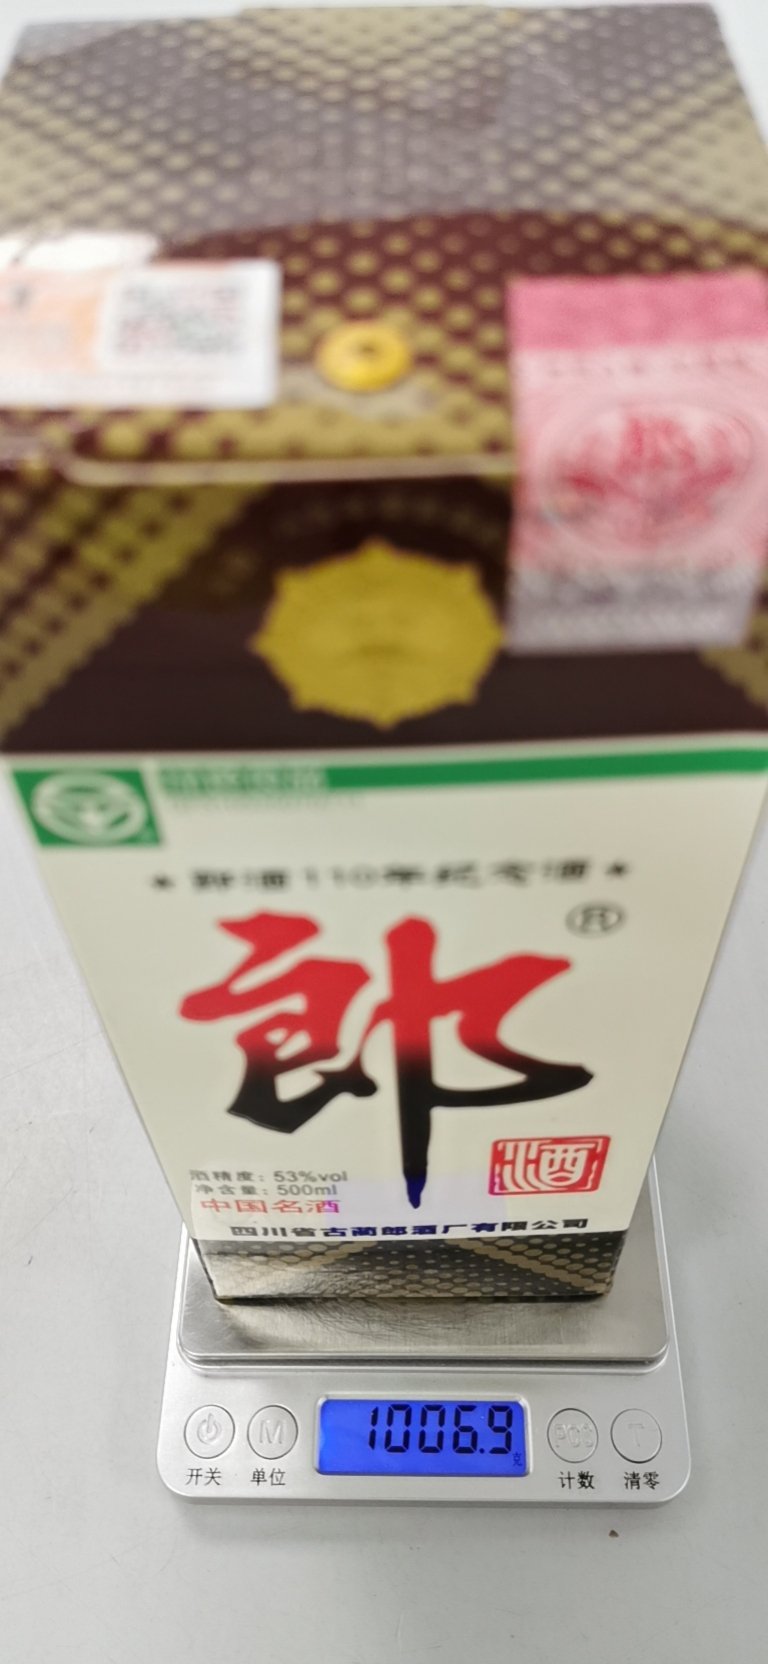 郎酒110年纪念酒
郎®
酒
酒精度：53%vol
净含量：500ml
中国名酒
四川省古蔺郎酒厂有限公司
1006.9
克
M
PCS
T
开关
单位
计数
清零